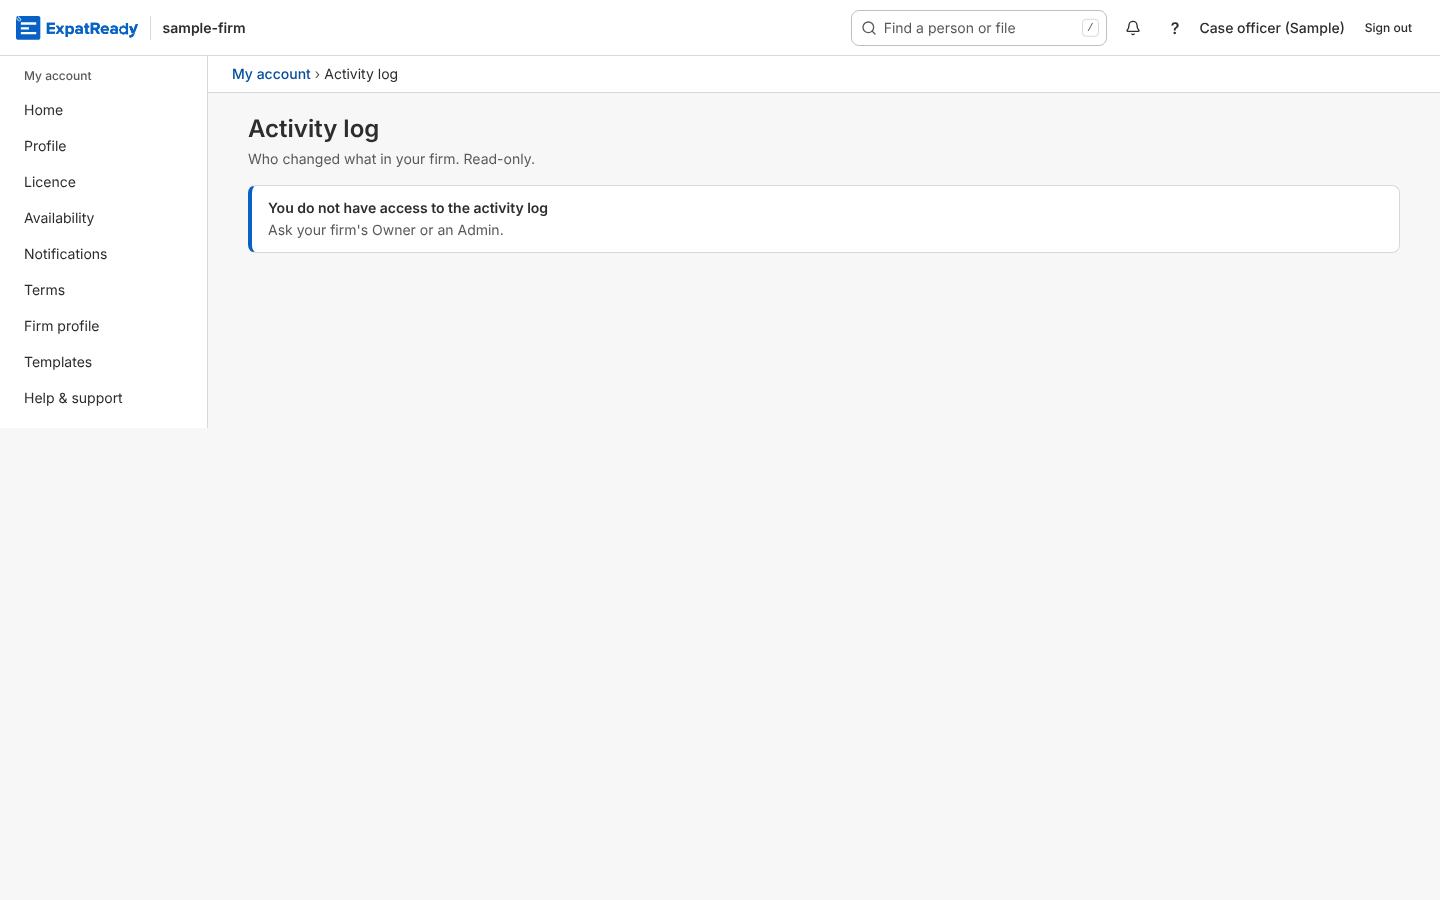 ExpatReady
sample-firm
Find a person or file
/
?
Case officer (Sample)
Sign out
My account
Home
Profile
Licence
Availability
Notifications
Terms
Firm profile
Templates
Help & support
My account › Activity log
Activity log
Who changed what in your firm. Read-only.
You do not have access to the activity log
Ask your firm's Owner or an Admin.